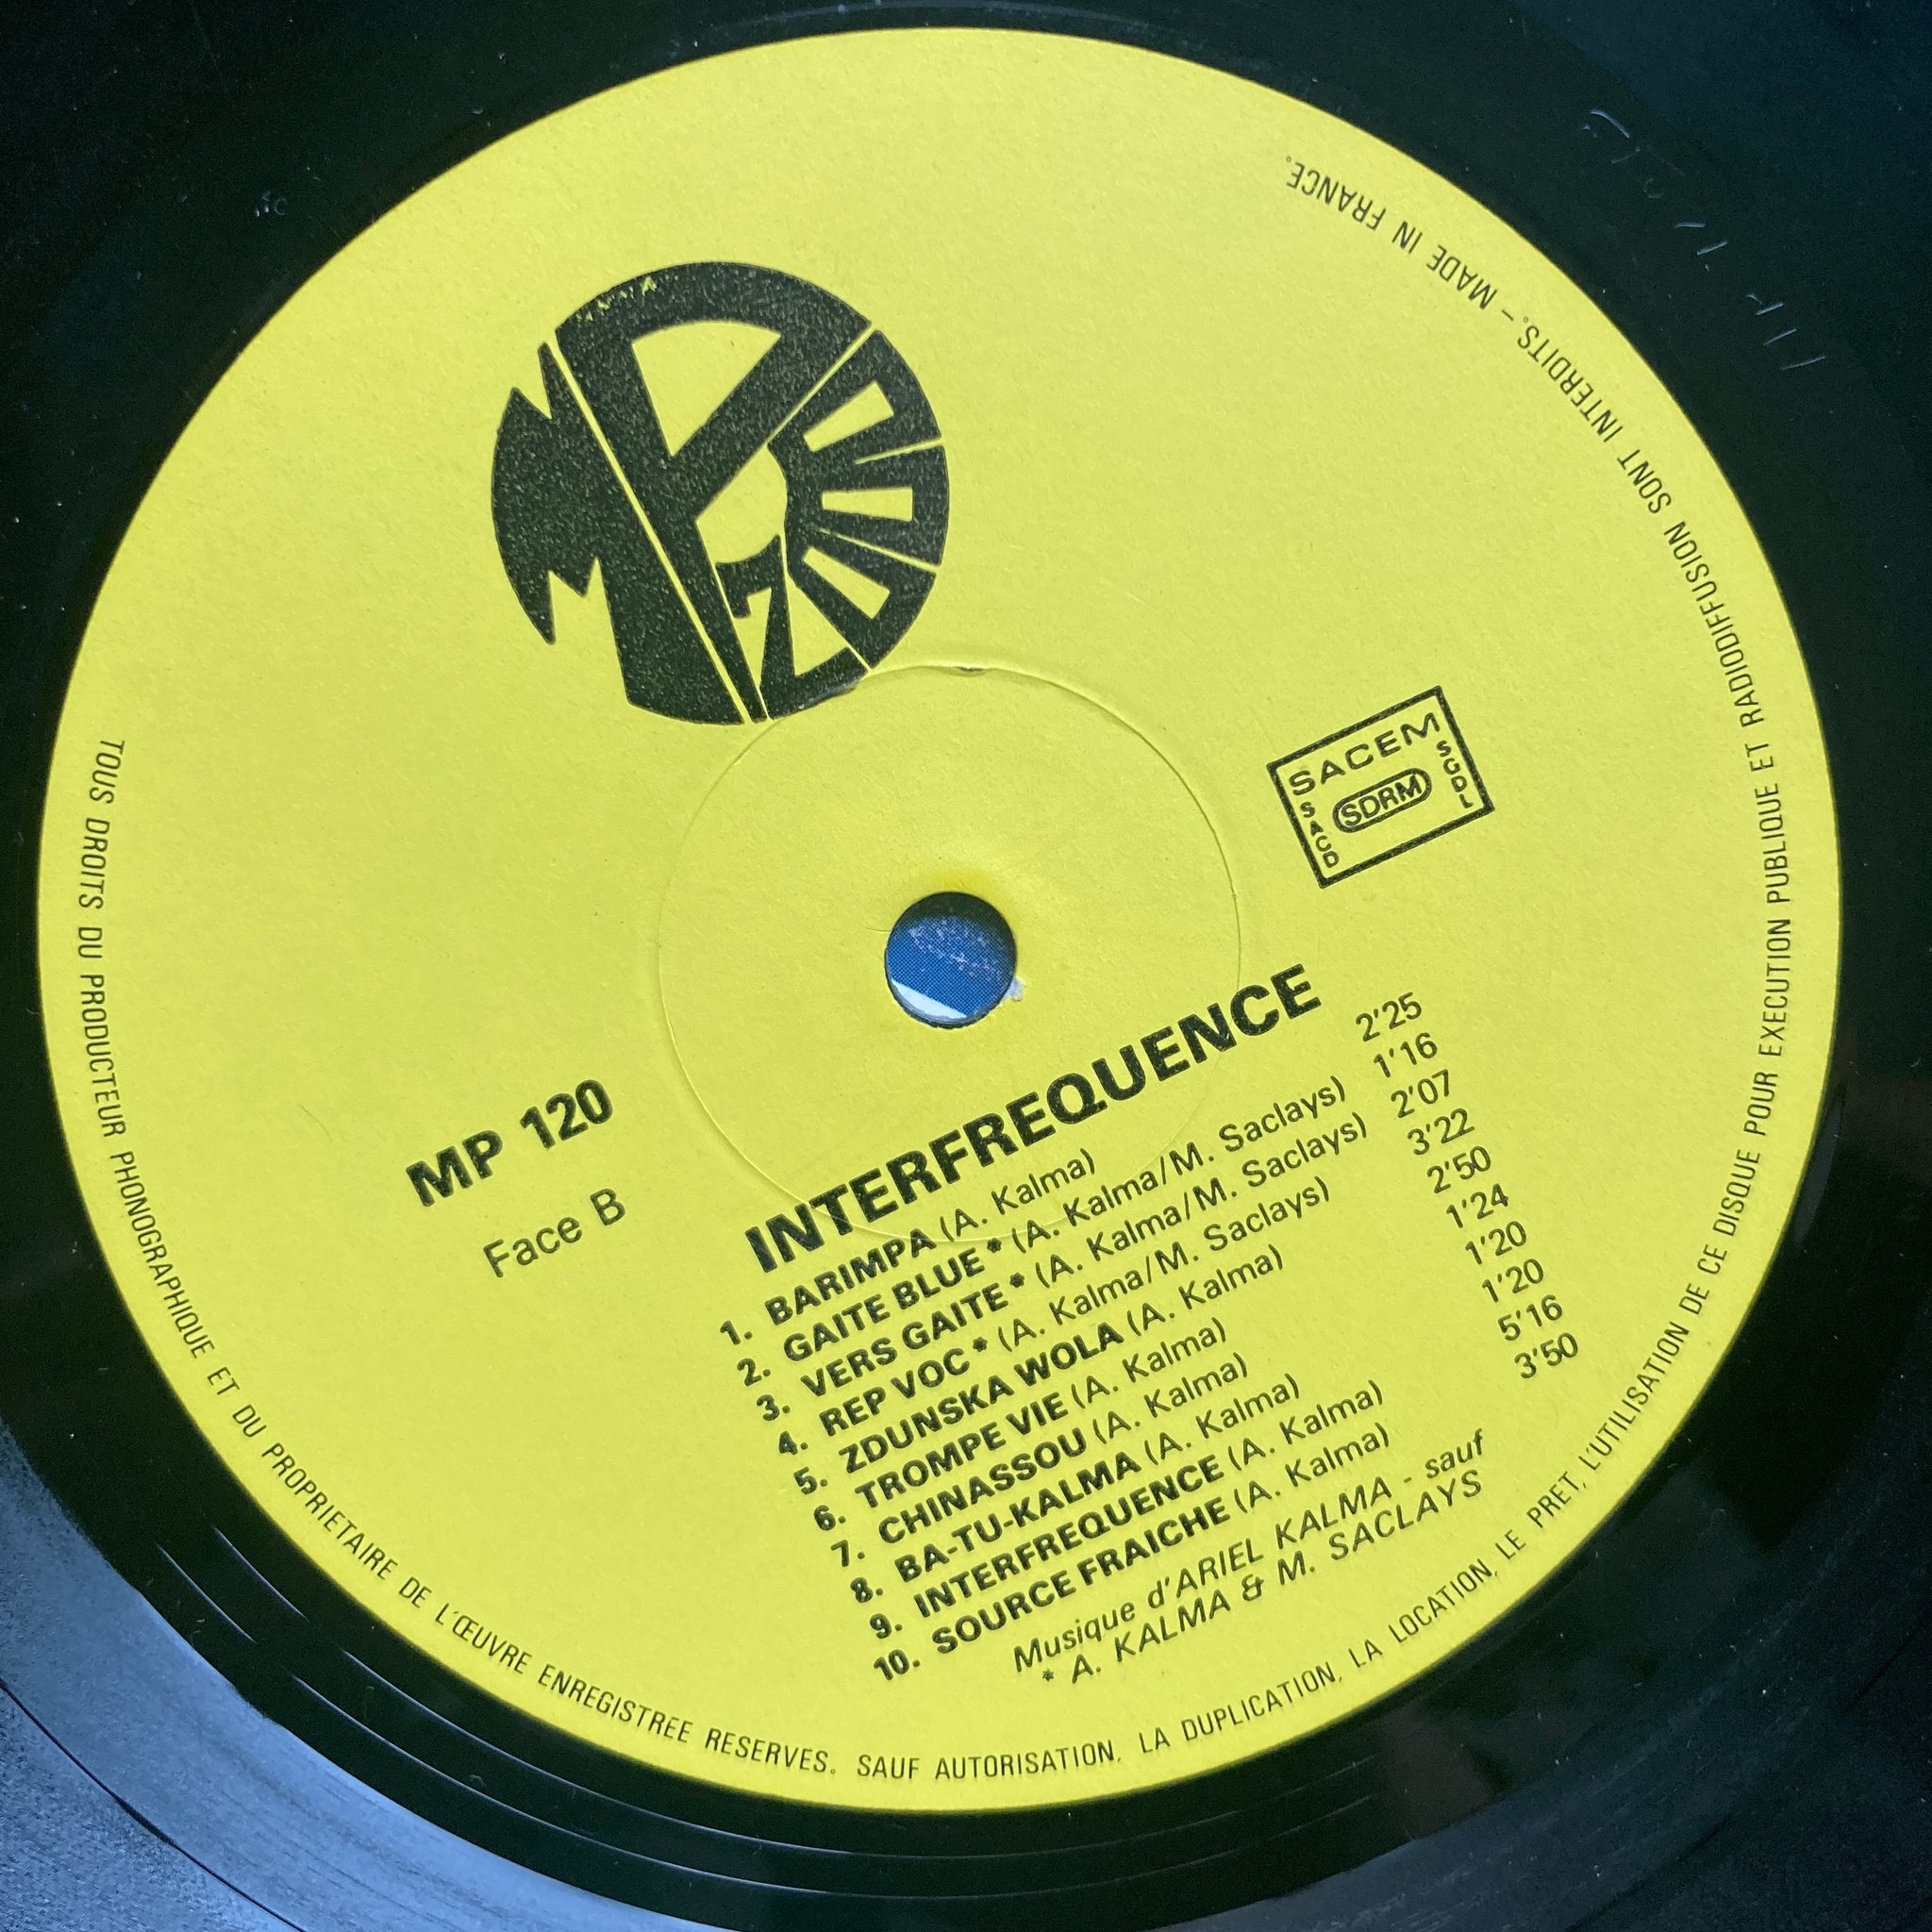 MP 2000
SACEM
SACD
SDRM
SGDL
MP 120
Face B
INTERFREQUENCE
1. BARIMPA (A. Kalma) 2'25
2. GAITE BLUE * (A. Kalma/M. Saclays) 1'16
3. VERS GAITE * (A. Kalma/M. Saclays) 2'07
4. REP VOC * (A. Kalma/M. Saclays) 3'22
5. ZDUNSKA WOLA (A. Kalma) 2'50
6. TROMPE VIE (A. Kalma) 1'24
7. CHINASSOU (A. Kalma) 1'20
8. BA-TU-KALMA (A. Kalma) 1'20
9. INTERFREQUENCE (A. Kalma) 5'16
10. SOURCE FRAICHE (A. Kalma) 3'50
Musique d'ARIEL KALMA - sauf
* A. KALMA & M. SACLAYS
TOUS DROITS DU PRODUCTEUR PHONOGRAPHIQUE ET DU PROPRIETAIRE DE L'ŒUVRE ENREGISTREE RESERVES. SAUF AUTORISATION, LA DUPLICATION, LA LOCATION, LE PRET, L'UTILISATION DE CE DISQUE POUR EXECUTION PUBLIQUE ET RADIODIFFUSION SONT INTERDITS.– MADE IN FRANCE.